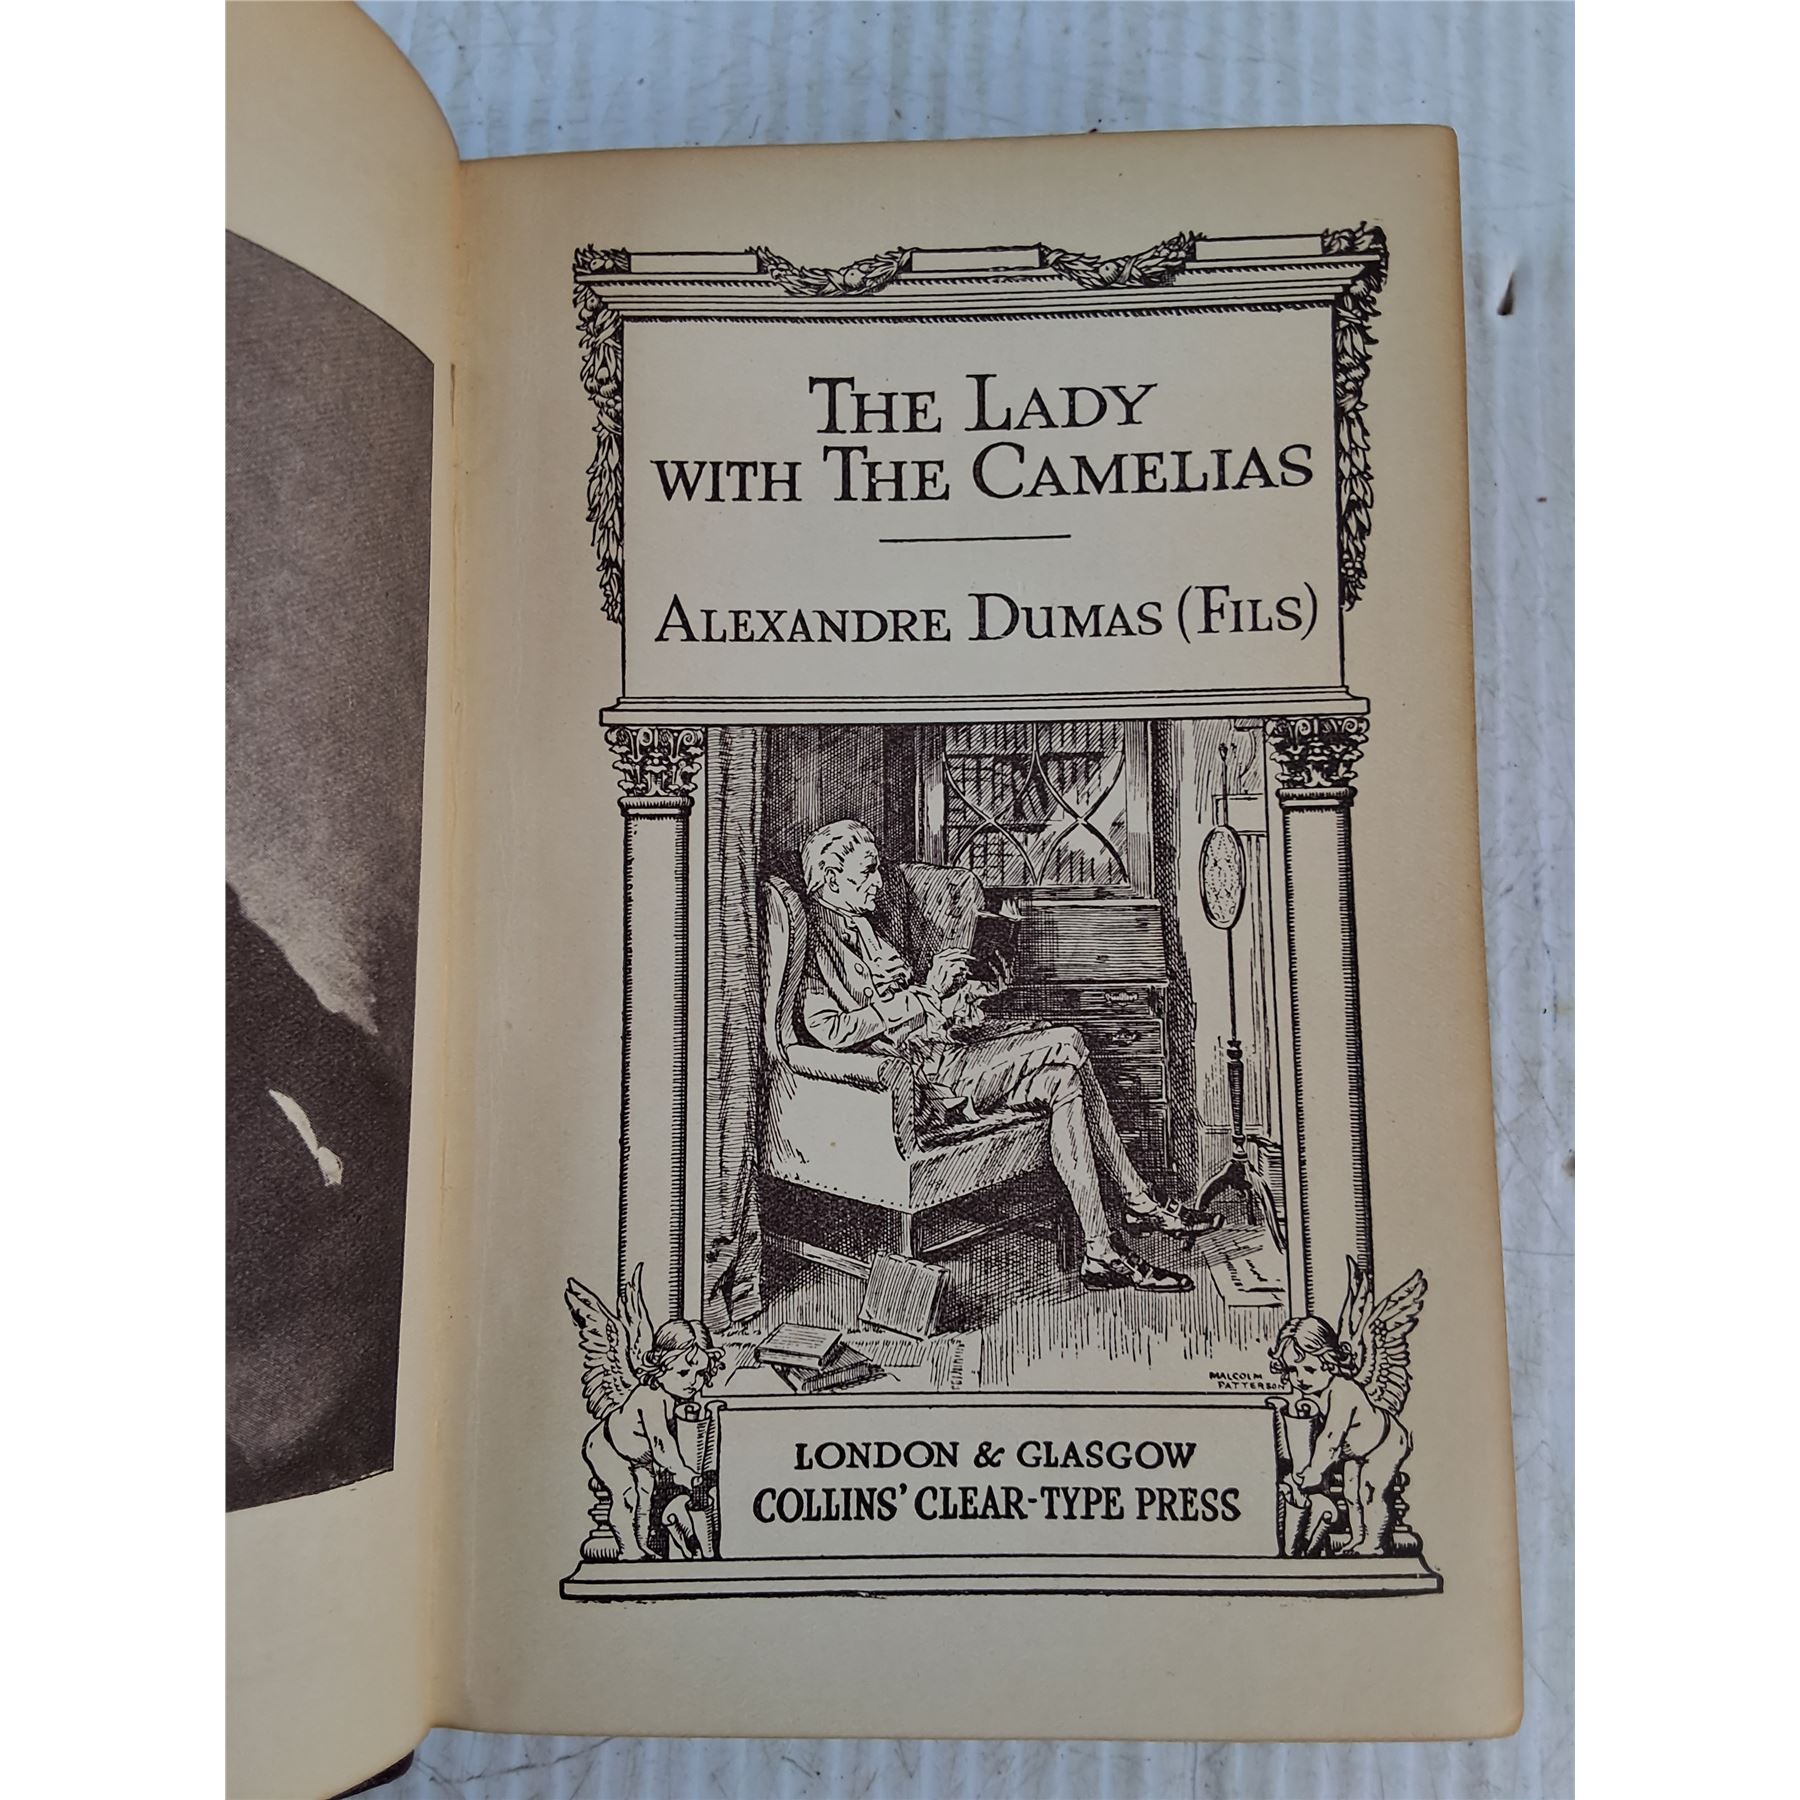 THE LADY
WITH THE CAMELIAS
ALEXANDRE DUMAS (FILS)
MALCOLM
PATTERSON
LONDON & GLASGOW
COLLINS' CLEAR-TYPE PRESS